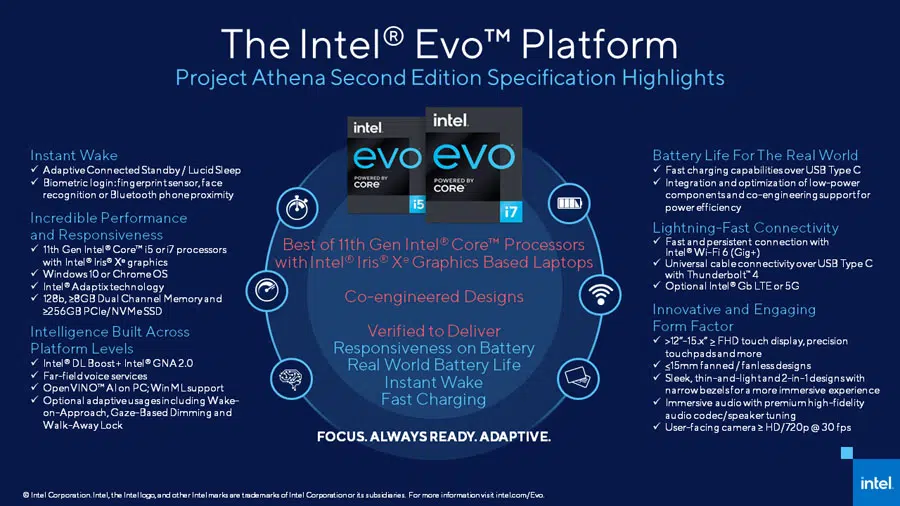 The Intel® Evo™ Platform
Project Athena Second Edition Specification Highlights
Instant Wake
✓ Adaptive Connected Standby / Lucid Sleep
✓ Biometric login: fingerprint sensor, face
recognition or Bluetooth phone proximity
Incredible Performance
and Responsiveness
✓ 11th Gen Intel® Core™ i5 or i7 processors
with Intel® Iris® Xe graphics
✓ Windows 10 or Chrome OS
✓ Intel® Adaptix technology
✓ 128b, ≥8GB Dual Channel Memory and
≥256GB PCIe/NVMe SSD
Intelligence Built Across
Platform Levels
✓ Intel® DL Boost + Intel® GNA 2.0
✓ Far-field voice services
✓ OpenVINO™ AI on PC; WinML support
✓ Optional adaptive usages including Wake-
on-Approach, Gaze-Based Dimming and
Walk-Away Lock
intel.
evo
POWERED BY
CORE™
i5
intel.
evo
POWERED BY
CORE™
i7
Best of 11th Gen Intel® Core™ Processors
with Intel® Iris® Xe Graphics Based Laptops
Co-engineered Designs
Verified to Deliver
Responsiveness on Battery
Real World Battery Life
Instant Wake
Fast Charging
FOCUS. ALWAYS READY. ADAPTIVE.
Battery Life For The Real World
✓ Fast charging capabilities over USB Type C
✓ Integration and optimization of low-power
components and co-engineering support for
power efficiency
Lightning-Fast Connectivity
✓ Fast and persistent connection with
Intel® Wi-Fi 6 (Gig+)
✓ Universal cable connectivity over USB Type C
with Thunderbolt™ 4
✓ Optional Intel® Gb LTE or 5G
Innovative and Engaging
Form Factor
✓ >12”-15.x” ≥ FHD touch display, precision
touchpads and more
✓ ≤15mm fanned / fanless designs
✓ Sleek, thin-and-light and 2-in-1 designs with
narrow bezels for a more immersive experience
✓ Immersive audio with premium high-fidelity
audio codec/speaker tuning
✓ User-facing camera ≥ HD/720p @ 30 fps
© Intel Corporation. Intel, the Intel logo, and other Intel marks are trademarks of Intel Corporation or its subsidiaries. For more information visit intel.com/Evo.
intel.